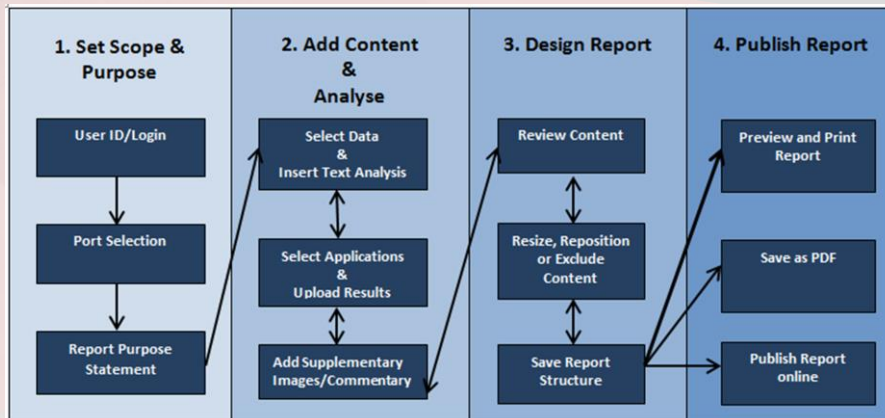 1. Set Scope &
Purpose
User ID/Login
Port Selection
Report Purpose
Statement
2. Add Content
&
Analyse
Select Data
&
Insert Text Analysis
Select Applications
&
Upload Results
Add Supplementary
Images/Commentary
3. Design Report
Review Content
Resize, Reposition
or Exclude
Content
Save Report
Structure
4. Publish Report
Preview and Print
Report
Save as PDF
Publish Report
online